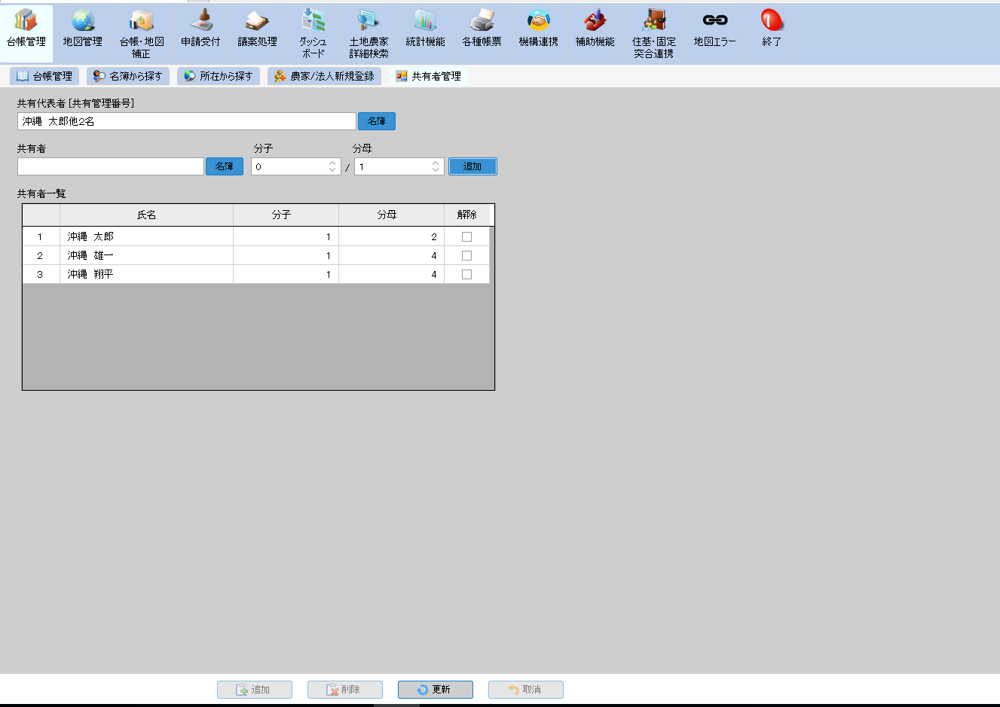 台帳管理
地図管理
台帳・地図
補正
申請受付
議案処理
ダッシュ
ボード
土地農家
詳細検索
統計機能
各種帳票
機構連携
補助機能
住基・固定
突合連携
地図エラー
終了
台帳管理
名簿から探す
所在から探す
農家/法人新規登録
共有者管理
共有代表者 [共有管理番号]
沖縄　太郎他2名
名簿
共有者
分子
分母
名簿
0
/
1
追加
共有者一覧
氏名 分子 分母 解除
1 沖縄　太郎 1 2
2 沖縄　雄一 1 4
3 沖縄　翔平 1 4
追加
削除
更新
取消